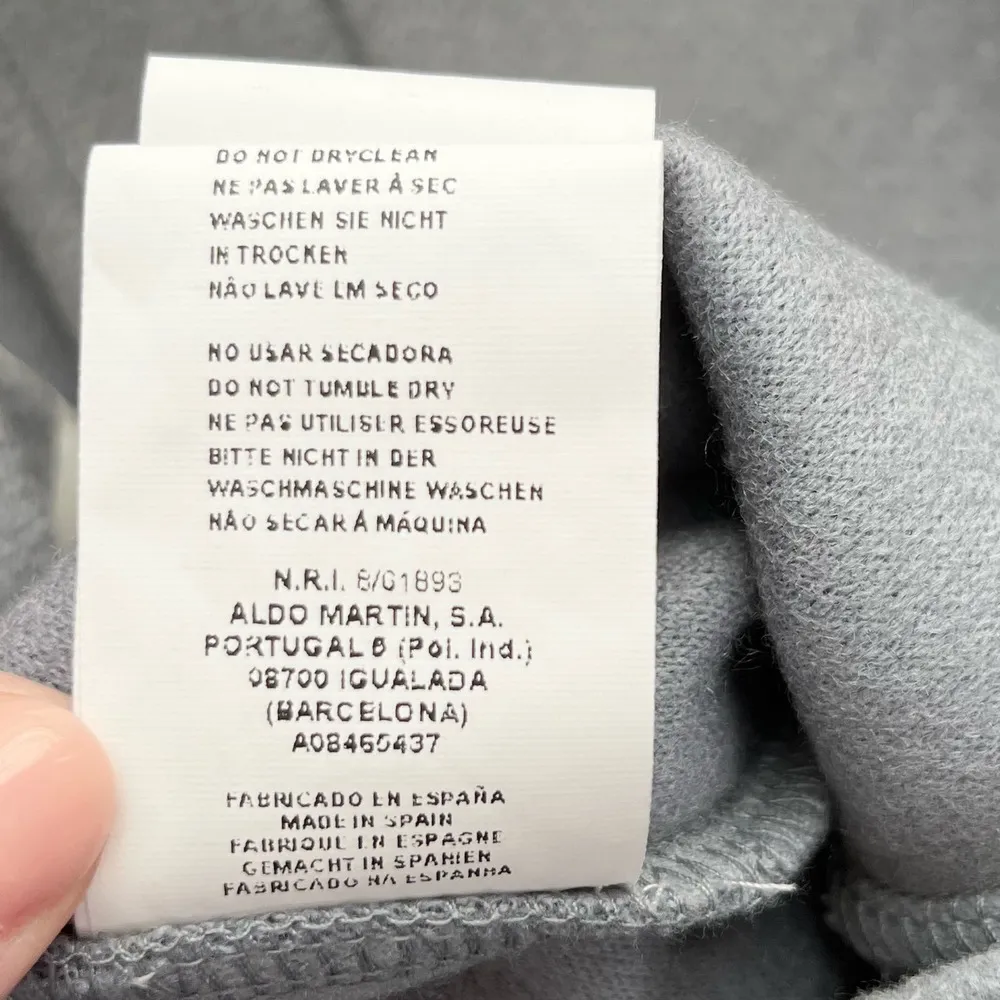 DO NOT DRYCLEAN
NE PAS LAVER À SEC
WASCHEN SIE NICHT
IN TROCKEN
NÃO LAVE EM SECO
NO USAR SECADORA
DO NOT TUMBLE DRY
NE PAS UTILISER ESSOREUSE
BITTE NICHT IN DER
WASCHMASCHINE WASCHEN
NÃO SECAR À MÁQUINA
N.R.I. 8/01893
ALDO MARTIN, S.A.
PORTUGAL 6 (Pol. Ind.)
08700 IGUALADA
(BARCELONA)
A08465437
FABRICADO EN ESPAÑA
MADE IN SPAIN
FABRIQUE EN ESPAGNE
GEMACHT IN SPANIEN
FABRICADO NA ESPANHA